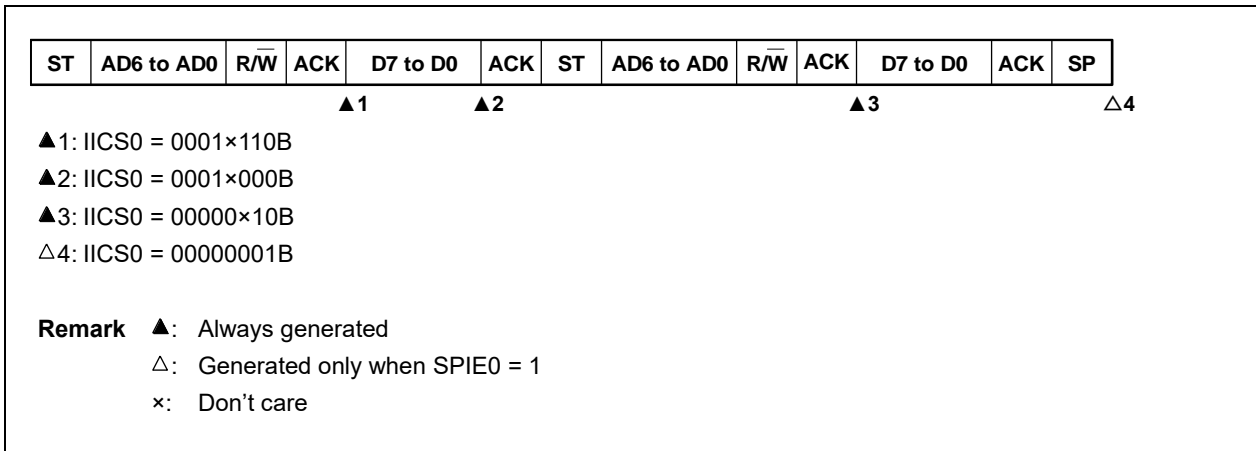 ST AD6 to AD0 R/W̅ ACK D7 to D0 ACK ST AD6 to AD0 R/W̅ ACK D7 to D0 ACK SP
▲1 ▲2 ▲3 △4
▲1: IICS0 = 0001×110B
▲2: IICS0 = 0001×000B
▲3: IICS0 = 00000×10B
△4: IICS0 = 00000001B
Remark ▲: Always generated
△: Generated only when SPIE0 = 1
×: Don't care